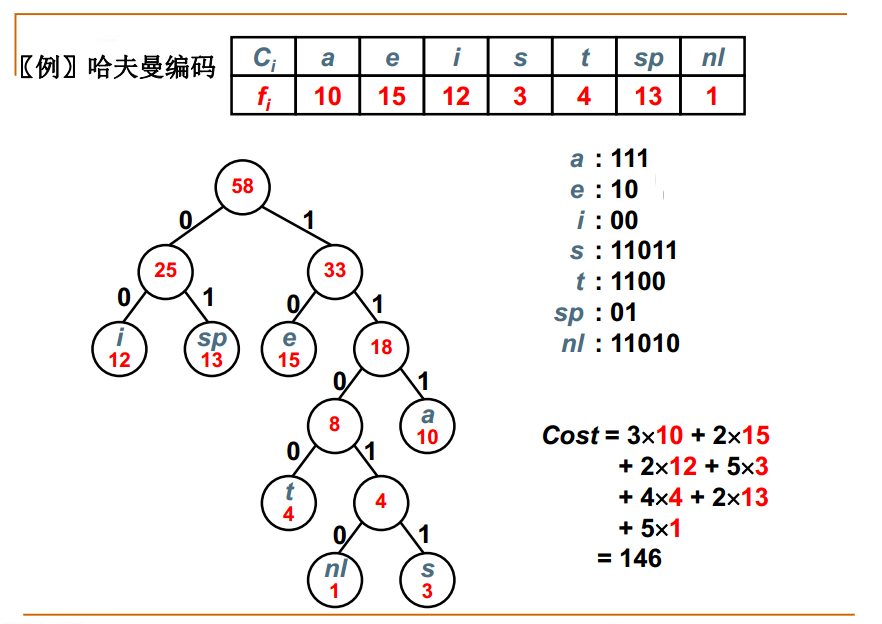 〖例〗哈夫曼编码
Ci a e i s t sp nl
fi 10 15 12 3 4 13 1
58
0 1
25 33
0 1 0 1
i 12 sp 13 e 15 18
0 1
8 a 10
0 1
t 4 4
0 1
nl 1 s 3
a : 111
e : 10
i : 00
s : 11011
t : 1100
sp : 01
nl : 11010
Cost = 3×10 + 2×15
+ 2×12 + 5×3
+ 4×4 + 2×13
+ 5×1
= 146